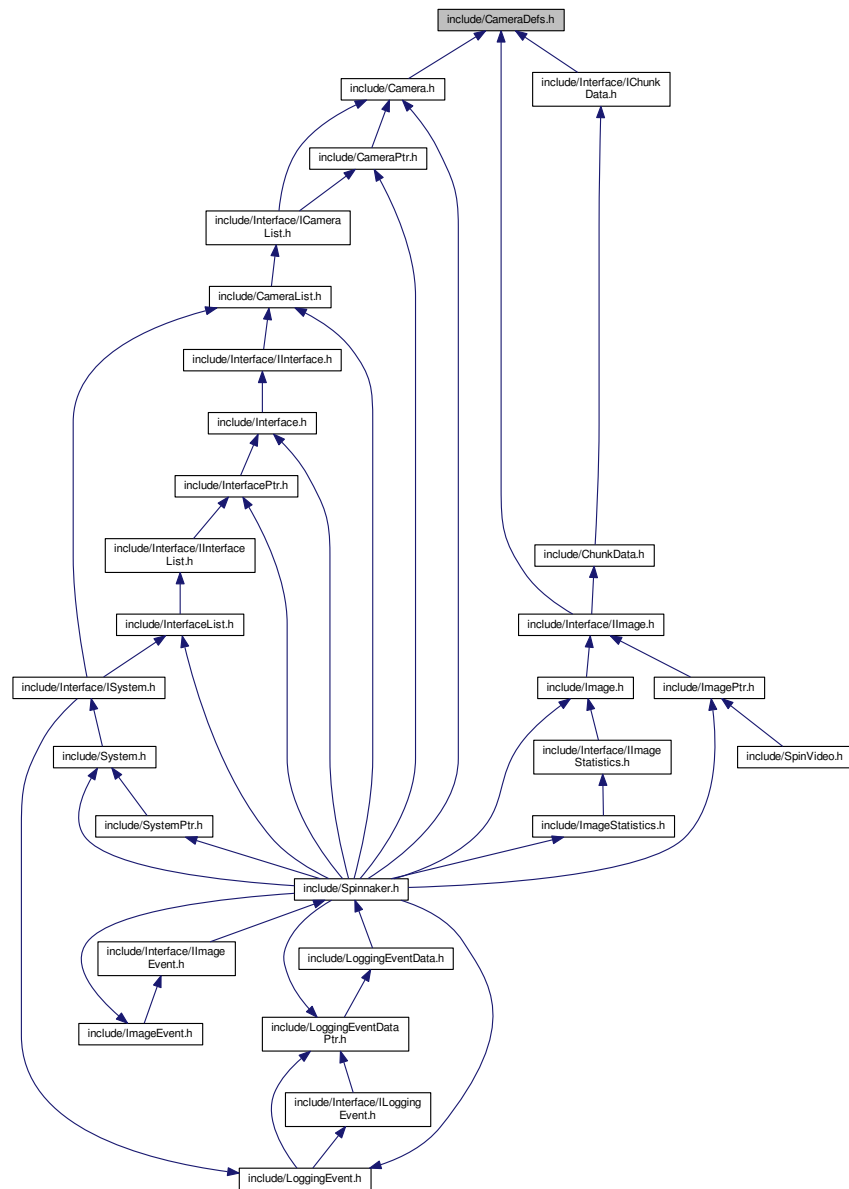 include/CameraDefs.h
include/Camera.h
include/Interface/IChunk
Data.h
include/CameraPtr.h
include/Interface/ICamera
List.h
include/CameraList.h
include/Interface/IInterface.h
include/Interface.h
include/InterfacePtr.h
include/Interface/IInterface
List.h
include/ChunkData.h
include/InterfaceList.h
include/Interface/IImage.h
include/Interface/ISystem.h
include/Image.h
include/ImagePtr.h
include/System.h
include/Interface/IImage
Statistics.h
include/SpinVideo.h
include/SystemPtr.h
include/ImageStatistics.h
include/Spinnaker.h
include/Interface/IImage
Event.h
include/LoggingEventData.h
include/ImageEvent.h
include/LoggingEventData
Ptr.h
include/Interface/ILogging
Event.h
include/LoggingEvent.h